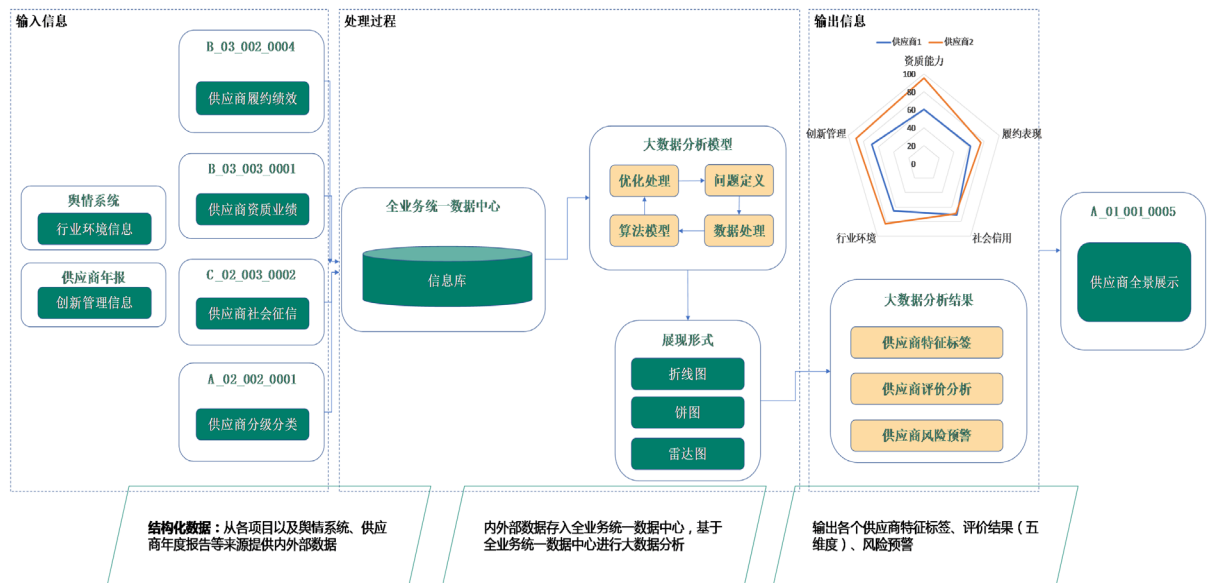 输入信息
B_03_002_0004
供应商履约绩效
B_03_003_0001
供应商资质业绩
舆情系统
行业环境信息
供应商年报
创新管理信息
C_02_003_0002
供应商社会征信
A_02_002_0001
供应商分级分类
处理过程
全业务统一数据中心
信息库
大数据分析模型
优化处理
问题定义
算法模型
数据处理
展现形式
折线图
饼图
雷达图
输出信息
供应商1
供应商2
资质能力
100
80
60
40
20
0
创新管理
履约表现
行业环境
社会信用
大数据分析结果
供应商特征标签
供应商评价分析
供应商风险预警
A_01_001_0005
供应商全景展示
结构化数据：从各项目以及舆情系统、供应
商年度报告等来源提供内外部数据
内外部数据存入全业务统一数据中心，基于
全业务统一数据中心进行大数据分析
输出各个供应商特征标签、评价结果（五
维度）、风险预警